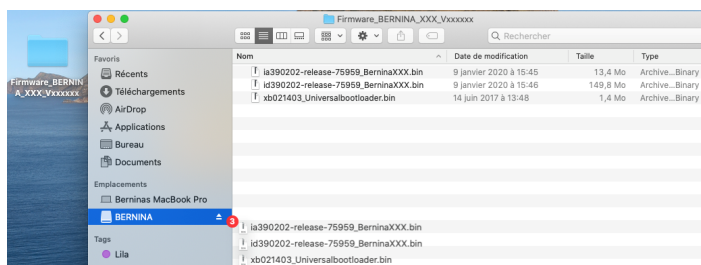 Firmware_BERNINA_XXX_Vxxxxxx
Rechercher
Firmware_BERNIN
A_XXX_Vxxxxxx
Favoris
Récents
Téléchargements
AirDrop
Applications
Bureau
Documents
Emplacements
Berninas MacBook Pro
BERNINA
Tags
Lila
Nom Date de modification Taille Type
ia390202-release-75959_BerninaXXX.bin 9 janvier 2020 à 15:45 13,4 Mo Archive...Binary
id390202-release-75959_BerninaXXX.bin 9 janvier 2020 à 15:46 149,8 Mo Archive...Binary
xb021403_Universalbootloader.bin 14 juin 2017 à 13:48 1,4 Mo Archive...Binary
3
ia390202-release-75959_BerninaXXX.bin
id390202-release-75959_BerninaXXX.bin
xb021403_Universalbootloader.bin